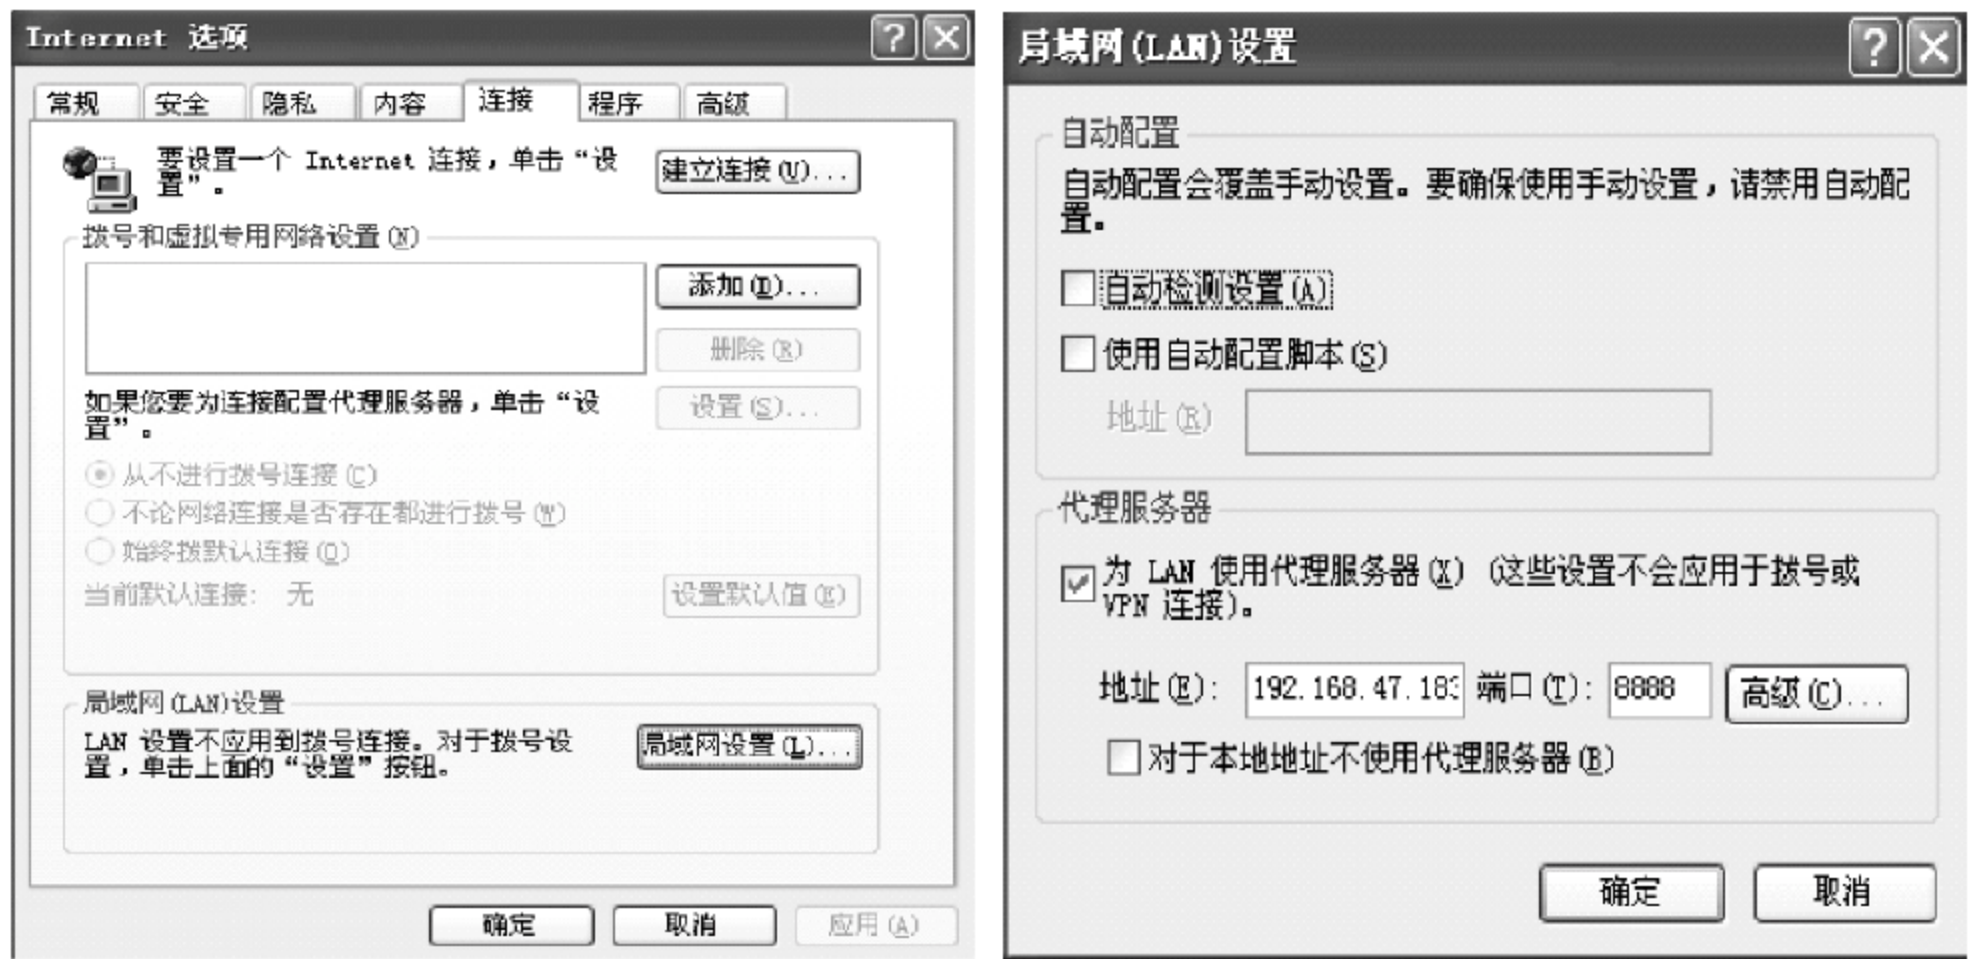 Internet 选项
常规 安全 隐私 内容 连接 程序 高级
要设置一个 Internet 连接，单击“设
置”。
建立连接(U)...
拨号和虚拟专用网络设置(N)
添加(D)...
删除(R)
如果您要为连接配置代理服务器，单击“设
置”。
设置(S)...
从不进行拨号连接(C)
不论网络连接是否存在都进行拨号(W)
始终拨默认连接(O)
当前默认连接： 无
设置默认值(E)
局域网(LAN)设置
LAN 设置不应用到拨号连接。对于拨号设
置，单击上面的“设置”按钮。
局域网设置(L)...
确定 取消 应用(A)
局域网(LAN)设置
自动配置
自动配置会覆盖手动设置。要确保使用手动设置，请禁用自动配
置。
自动检测设置(A)
使用自动配置脚本(S)
地址(R)
代理服务器
为 LAN 使用代理服务器(X) (这些设置不会应用于拨号或
VPN 连接)。
地址(E): 192.168.47.183 端口(T): 8888 高级(C)...
对于本地地址不使用代理服务器(B)
确定 取消